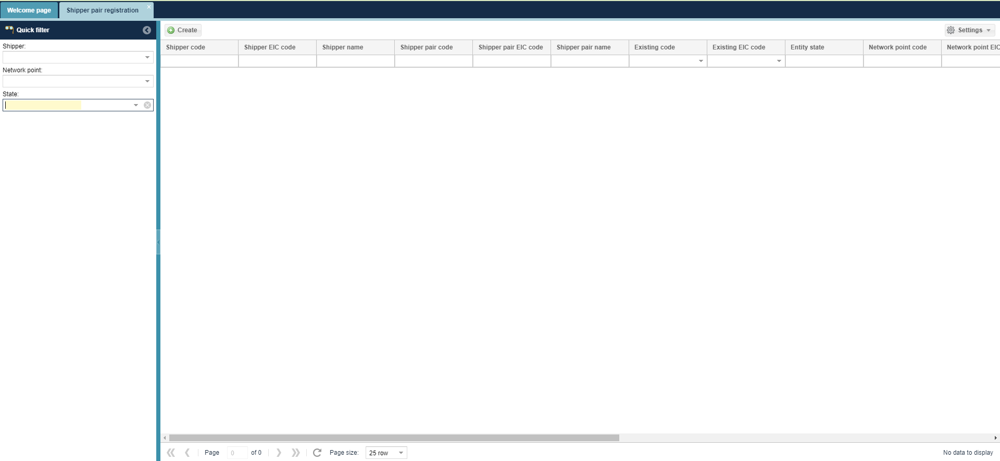 Welcome page
Shipper pair registration
Quick filter
Create
Settings
Shipper:
Network point:
State:
Shipper code
Shipper EIC code
Shipper name
Shipper pair code
Shipper pair EIC code
Shipper pair name
Existing code
Existing EIC code
Entity state
Network point code
Network point EIC
Page
0
of 0
Page size:
25 row
No data to display